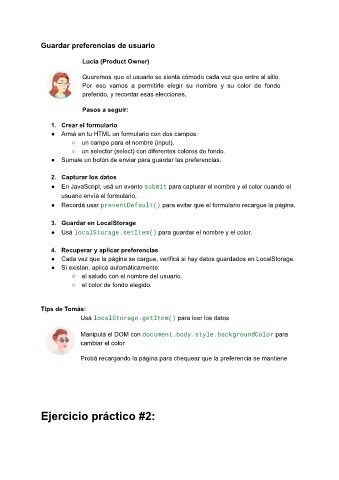 Guardar preferencias de usuario
Lucía (Product Owner)
Queremos que el usuario se sienta cómodo cada vez que entre al sitio.
Por eso vamos a permitirle elegir su nombre y su color de fondo
preferido, y recordar esas elecciones.
Pasos a seguir:
1. Crear el formulario
● Armá en tu HTML un formulario con dos campos:
○ un campo para el nombre (input).
○ un selector (select) con diferentes colores de fondo.
● Sumale un botón de enviar para guardar las preferencias.
2. Capturar los datos
● En JavaScript, usá un evento submit para capturar el nombre y el color cuando el
usuario envía el formulario.
● Recordá usar preventDefault() para evitar que el formulario recargue la página.
3. Guardar en LocalStorage
● Usá localStorage.setItem() para guardar el nombre y el color.
4. Recuperar y aplicar preferencias
● Cada vez que la página se cargue, verificá si hay datos guardados en LocalStorage.
● Si existen, aplicá automáticamente:
○ el saludo con el nombre del usuario.
○ el color de fondo elegido.
Tips de Tomás:
Usá localStorage.getItem() para leer los datos
Manipulá el DOM con document.body.style.backgroundColor para
cambiar el color
Probá recargando la página para chequear que la preferencia se mantiene
Ejercicio práctico #2: